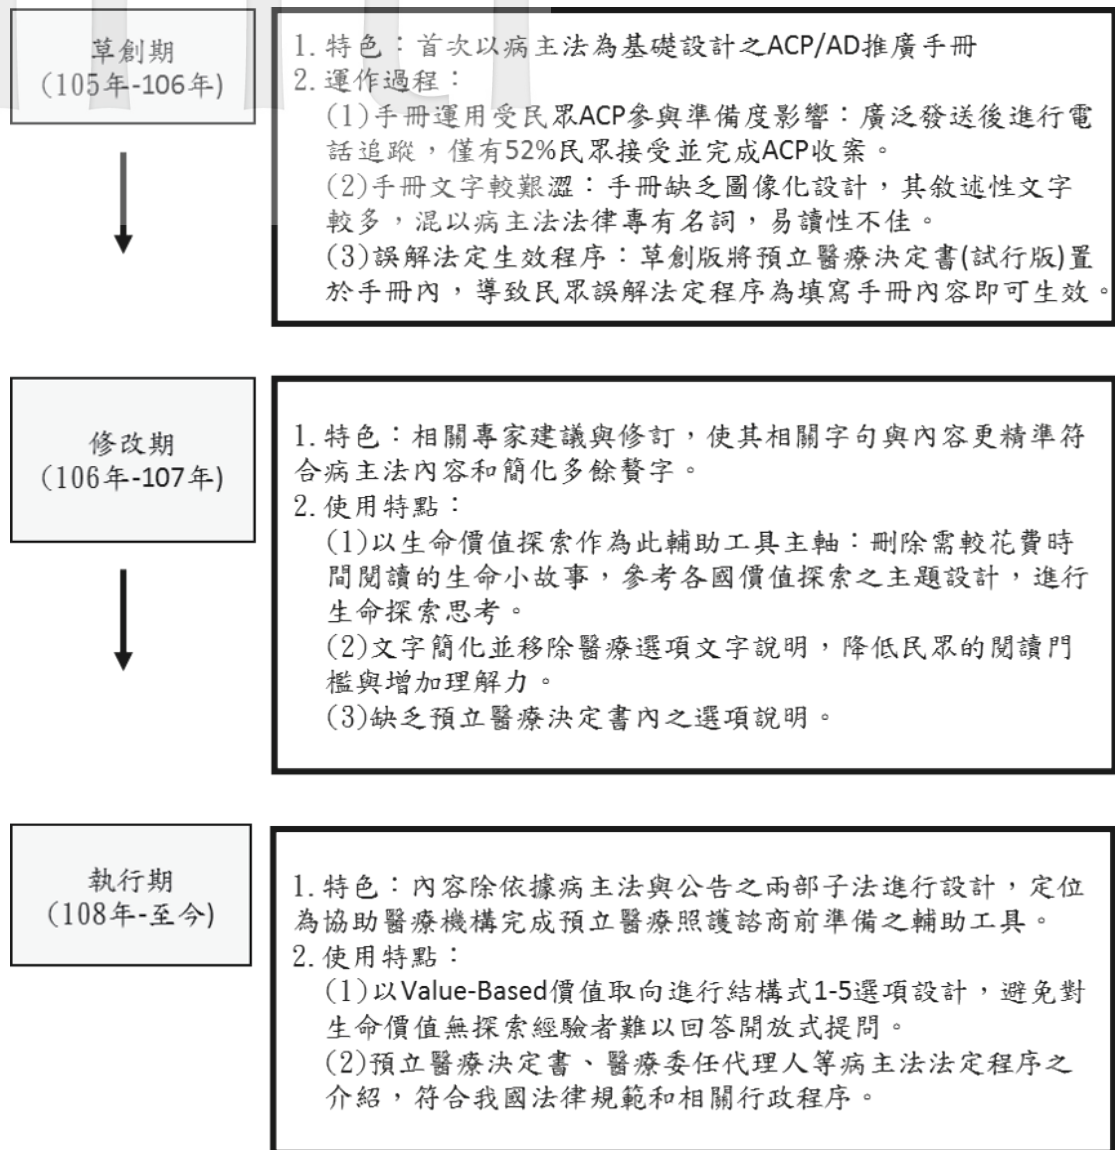 草創期
(105年-106年)
1.特色：首次以病主法為基礎設計之ACP/AD推廣手冊
2.運作過程：
(1)手冊運用受民眾ACP參與準備度影響：廣泛發送後進行電
話追蹤，僅有52%民眾接受並完成ACP收案。
(2)手冊文字較艱澀：手冊缺乏圖像化設計，其敘述性文字
較多，混以病主法法律專有名詞，易讀性不佳。
(3)誤解法定生效程序：草創版將預立醫療決定書(試行版)置
於手冊內，導致民眾誤解法定程序為填寫手冊內容即可生效。
修改期
(106年-107年)
1.特色：相關專家建議與修訂，使其相關字句與內容更精準符
合病主法內容和簡化多餘贅字。
2.使用特點：
(1)以生命價值探索作為此輔助工具主軸：刪除需較花費時
間閱讀的生命小故事，參考各國價值探索之主題設計，進行
生命探索思考。
(2)文字簡化並移除醫療選項文字說明，降低民眾的閱讀門
檻與增加理解力。
(3)缺乏預立醫療決定書內之選項說明。
執行期
(108年-至今)
1.特色：內容除依據病主法與公告之兩部子法進行設計，定位
為協助醫療機構完成預立醫療照護諮商前準備之輔助工具。
2.使用特點：
(1)以Value-Based價值取向進行結構式1-5選項設計，避免對
生命價值無探索經驗者難以回答開放式提問。
(2)預立醫療決定書、醫療委任代理人等病主法法定程序之
介紹，符合我國法律規範和相關行政程序。